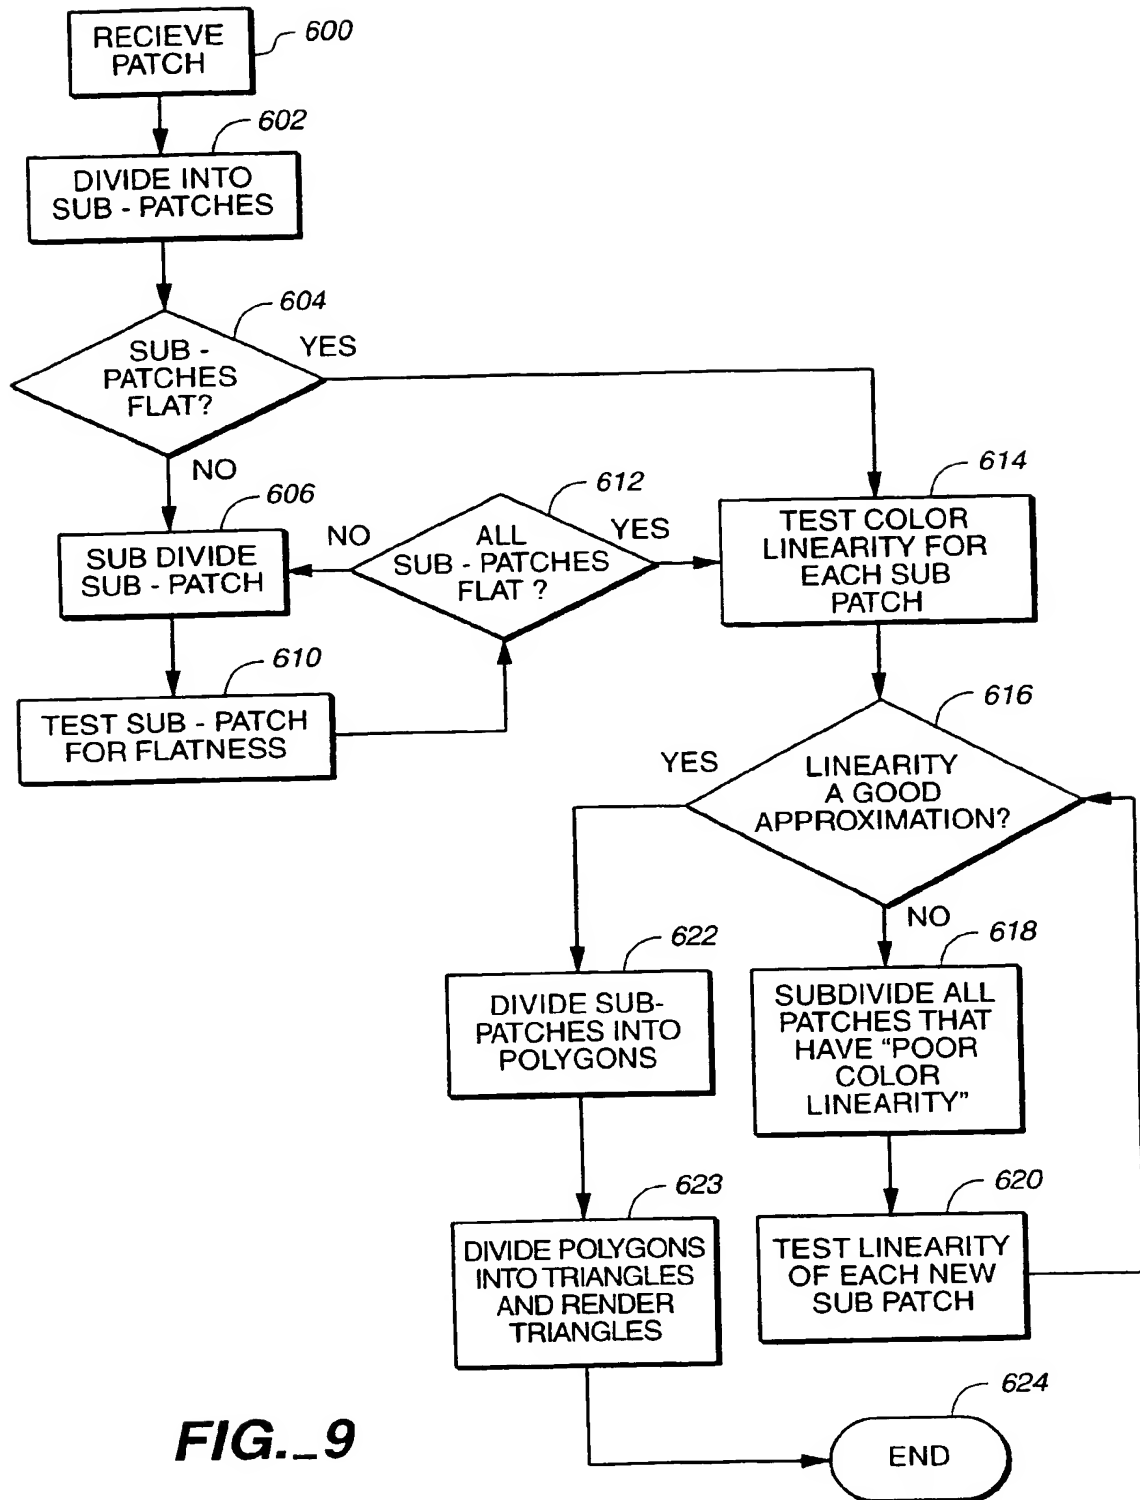 RECIEVE
PATCH
600
602
DIVIDE INTO
SUB - PATCHES
604
SUB -
PATCHES
FLAT?
YES
NO
606
SUB DIVIDE
SUB - PATCH
610
TEST SUB - PATCH
FOR FLATNESS
612
ALL
SUB - PATCHES
FLAT ?
NO
YES
614
TEST COLOR
LINEARITY FOR
EACH SUB
PATCH
616
LINEARITY
A GOOD
APPROXIMATION?
YES
NO
622
DIVIDE SUB-
PATCHES INTO
POLYGONS
618
SUBDIVIDE ALL
PATCHES THAT
HAVE “POOR
COLOR
LINEARITY”
623
DIVIDE POLYGONS
INTO TRIANGLES
AND RENDER
TRIANGLES
620
TEST LINEARITY
OF EACH NEW
SUB PATCH
624
END
FIG._9